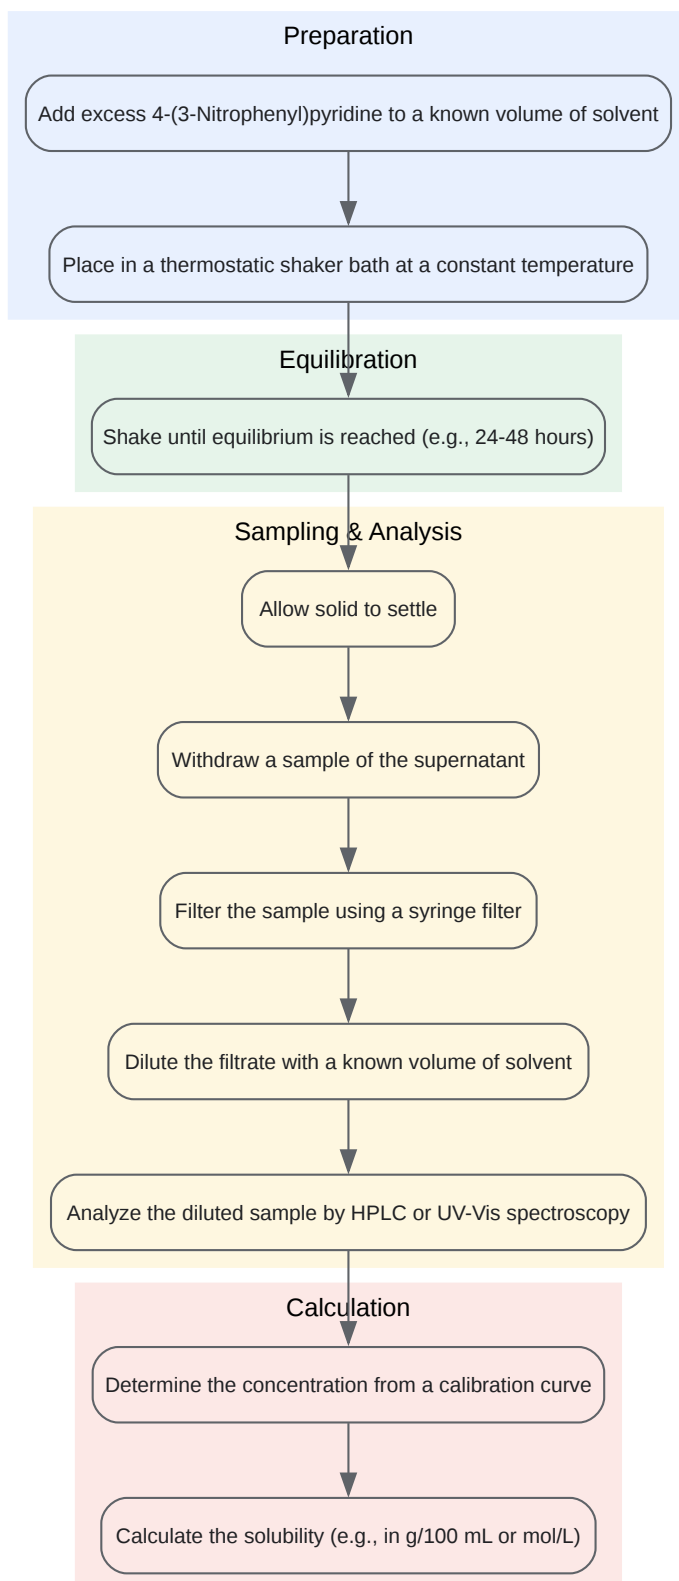 Preparation
Add excess 4-(3-Nitrophenyl)pyridine to a known volume of solvent
Place in a thermostatic shaker bath at a constant temperature
Equilibration
Shake until equilibrium is reached (e.g., 24-48 hours)
Sampling & Analysis
Allow solid to settle
Withdraw a sample of the supernatant
Filter the sample using a syringe filter
Dilute the filtrate with a known volume of solvent
Analyze the diluted sample by HPLC or UV-Vis spectroscopy
Calculation
Determine the concentration from a calibration curve
Calculate the solubility (e.g., in g/100 mL or mol/L)